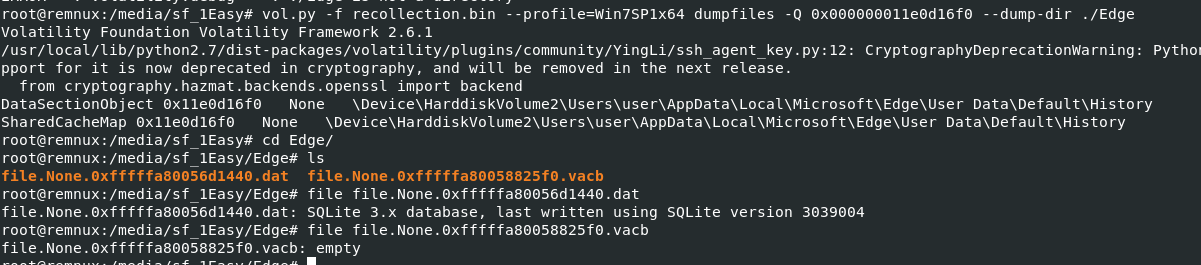 root@remnux:/media/sf_1Easy# vol.py -f recollection.bin --profile=Win7SP1x64 dumpfiles -Q 0x000000011e0d16f0 --dump-dir ./Edge
Volatility Foundation Volatility Framework 2.6.1
/usr/local/lib/python2.7/dist-packages/volatility/plugins/community/YingLi/ssh_agent_key.py:12: CryptographyDeprecationWarning: Pytho
pport for it is now deprecated in cryptography, and will be removed in the next release.
  from cryptography.hazmat.backends.openssl import backend
DataSectionObject 0x11e0d16f0   None   \Device\HarddiskVolume2\Users\user\AppData\Local\Microsoft\Edge\User Data\Default\History
SharedCacheMap 0x11e0d16f0   None   \Device\HarddiskVolume2\Users\user\AppData\Local\Microsoft\Edge\User Data\Default\History
root@remnux:/media/sf_1Easy# cd Edge/
root@remnux:/media/sf_1Easy/Edge# ls
file.None.0xfffffa80056d1440.dat  file.None.0xfffffa80058825f0.vacb
root@remnux:/media/sf_1Easy/Edge# file file.None.0xfffffa80056d1440.dat
file.None.0xfffffa80056d1440.dat: SQLite 3.x database, last written using SQLite version 3039004
root@remnux:/media/sf_1Easy/Edge# file file.None.0xfffffa80058825f0.vacb
file.None.0xfffffa80058825f0.vacb: empty
root@remnux:/media/sf_1Easy/Edge#